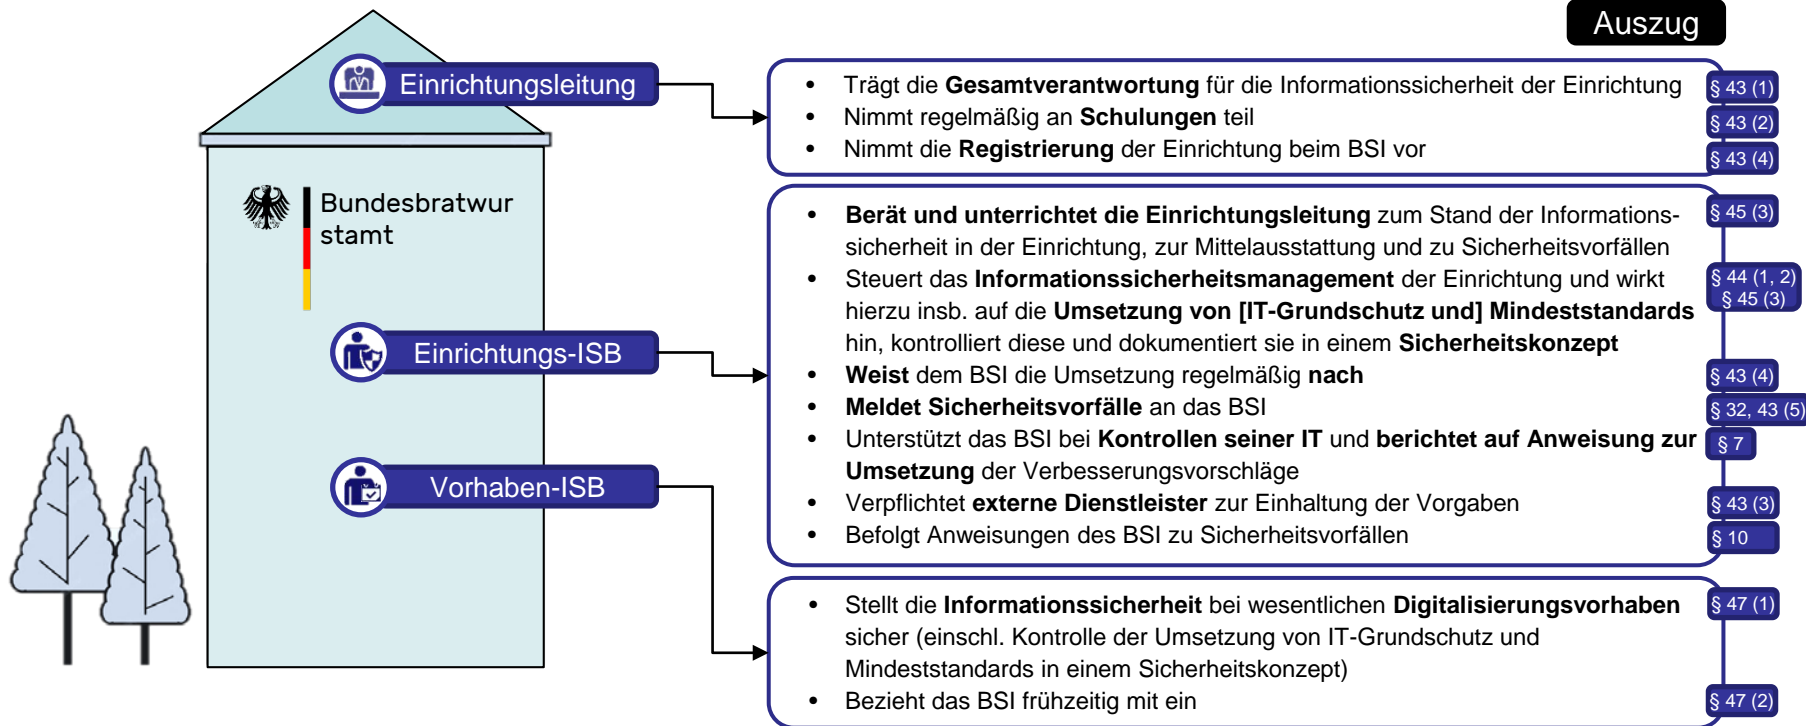 Auszug
Einrichtungsleitung
• Trägt die Gesamtverantwortung für die Informationssicherheit der Einrichtung § 43 (1)
• Nimmt regelmäßig an Schulungen teil § 43 (2)
• Nimmt die Registrierung der Einrichtung beim BSI vor § 43 (4)
Bundesbratwur
stamt
Einrichtungs-ISB
• Berät und unterrichtet die Einrichtungsleitung zum Stand der Informations- § 45 (3)
sicherheit in der Einrichtung, zur Mittelausstattung und zu Sicherheitsvorfällen
• Steuert das Informationssicherheitsmanagement der Einrichtung und wirkt § 44 (1, 2)
hierzu insb. auf die Umsetzung von [IT-Grundschutz und] Mindeststandards § 45 (3)
hin, kontrolliert diese und dokumentiert sie in einem Sicherheitskonzept
• Weist dem BSI die Umsetzung regelmäßig nach § 43 (4)
• Meldet Sicherheitsvorfälle an das BSI § 32, 43 (5)
• Unterstützt das BSI bei Kontrollen seiner IT und berichtet auf Anweisung zur § 7
Umsetzung der Verbesserungsvorschläge
• Verpflichtet externe Dienstleister zur Einhaltung der Vorgaben § 43 (3)
• Befolgt Anweisungen des BSI zu Sicherheitsvorfällen § 10
Vorhaben-ISB
• Stellt die Informationssicherheit bei wesentlichen Digitalisierungsvorhaben § 47 (1)
sicher (einschl. Kontrolle der Umsetzung von IT-Grundschutz und
Mindeststandards in einem Sicherheitskonzept)
• Bezieht das BSI frühzeitig mit ein § 47 (2)